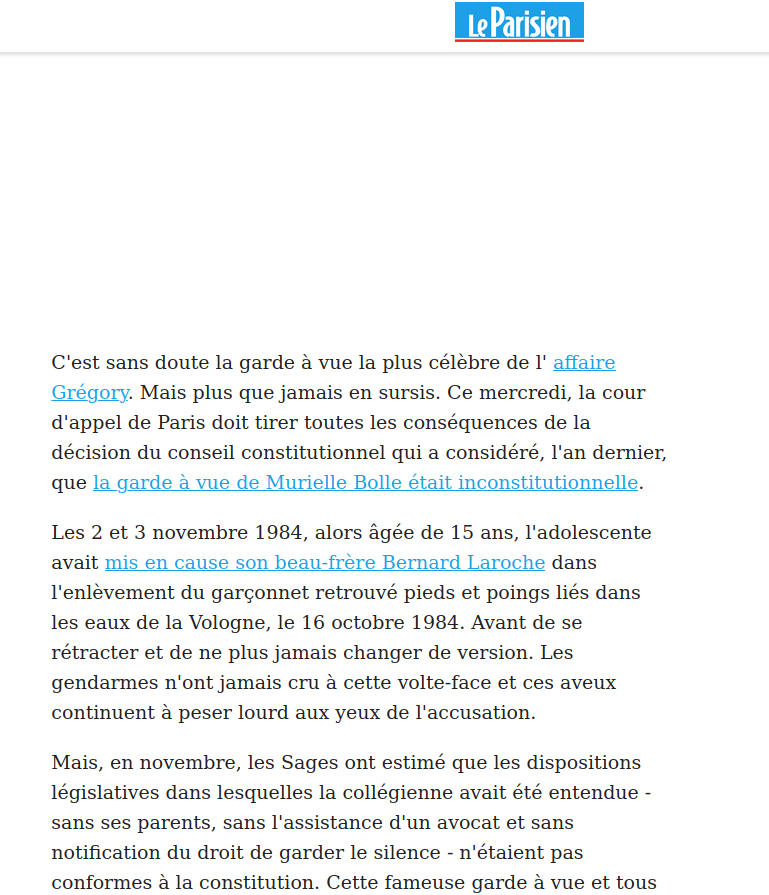 Le Parisien
C'est sans doute la garde à vue la plus célèbre de l' affaire
Grégory. Mais plus que jamais en sursis. Ce mercredi, la cour
d'appel de Paris doit tirer toutes les conséquences de la
décision du conseil constitutionnel qui a considéré, l'an dernier,
que la garde à vue de Murielle Bolle était inconstitutionnelle.
Les 2 et 3 novembre 1984, alors âgée de 15 ans, l'adolescente
avait mis en cause son beau-frère Bernard Laroche dans
l'enlèvement du garçonnet retrouvé pieds et poings liés dans
les eaux de la Vologne, le 16 octobre 1984. Avant de se
rétracter et de ne plus jamais changer de version. Les
gendarmes n'ont jamais cru à cette volte-face et ces aveux
continuent à peser lourd aux yeux de l'accusation.
Mais, en novembre, les Sages ont estimé que les dispositions
législatives dans lesquelles la collégienne avait été entendue -
sans ses parents, sans l'assistance d'un avocat et sans
notification du droit de garder le silence - n'étaient pas
conformes à la constitution. Cette fameuse garde à vue et tous